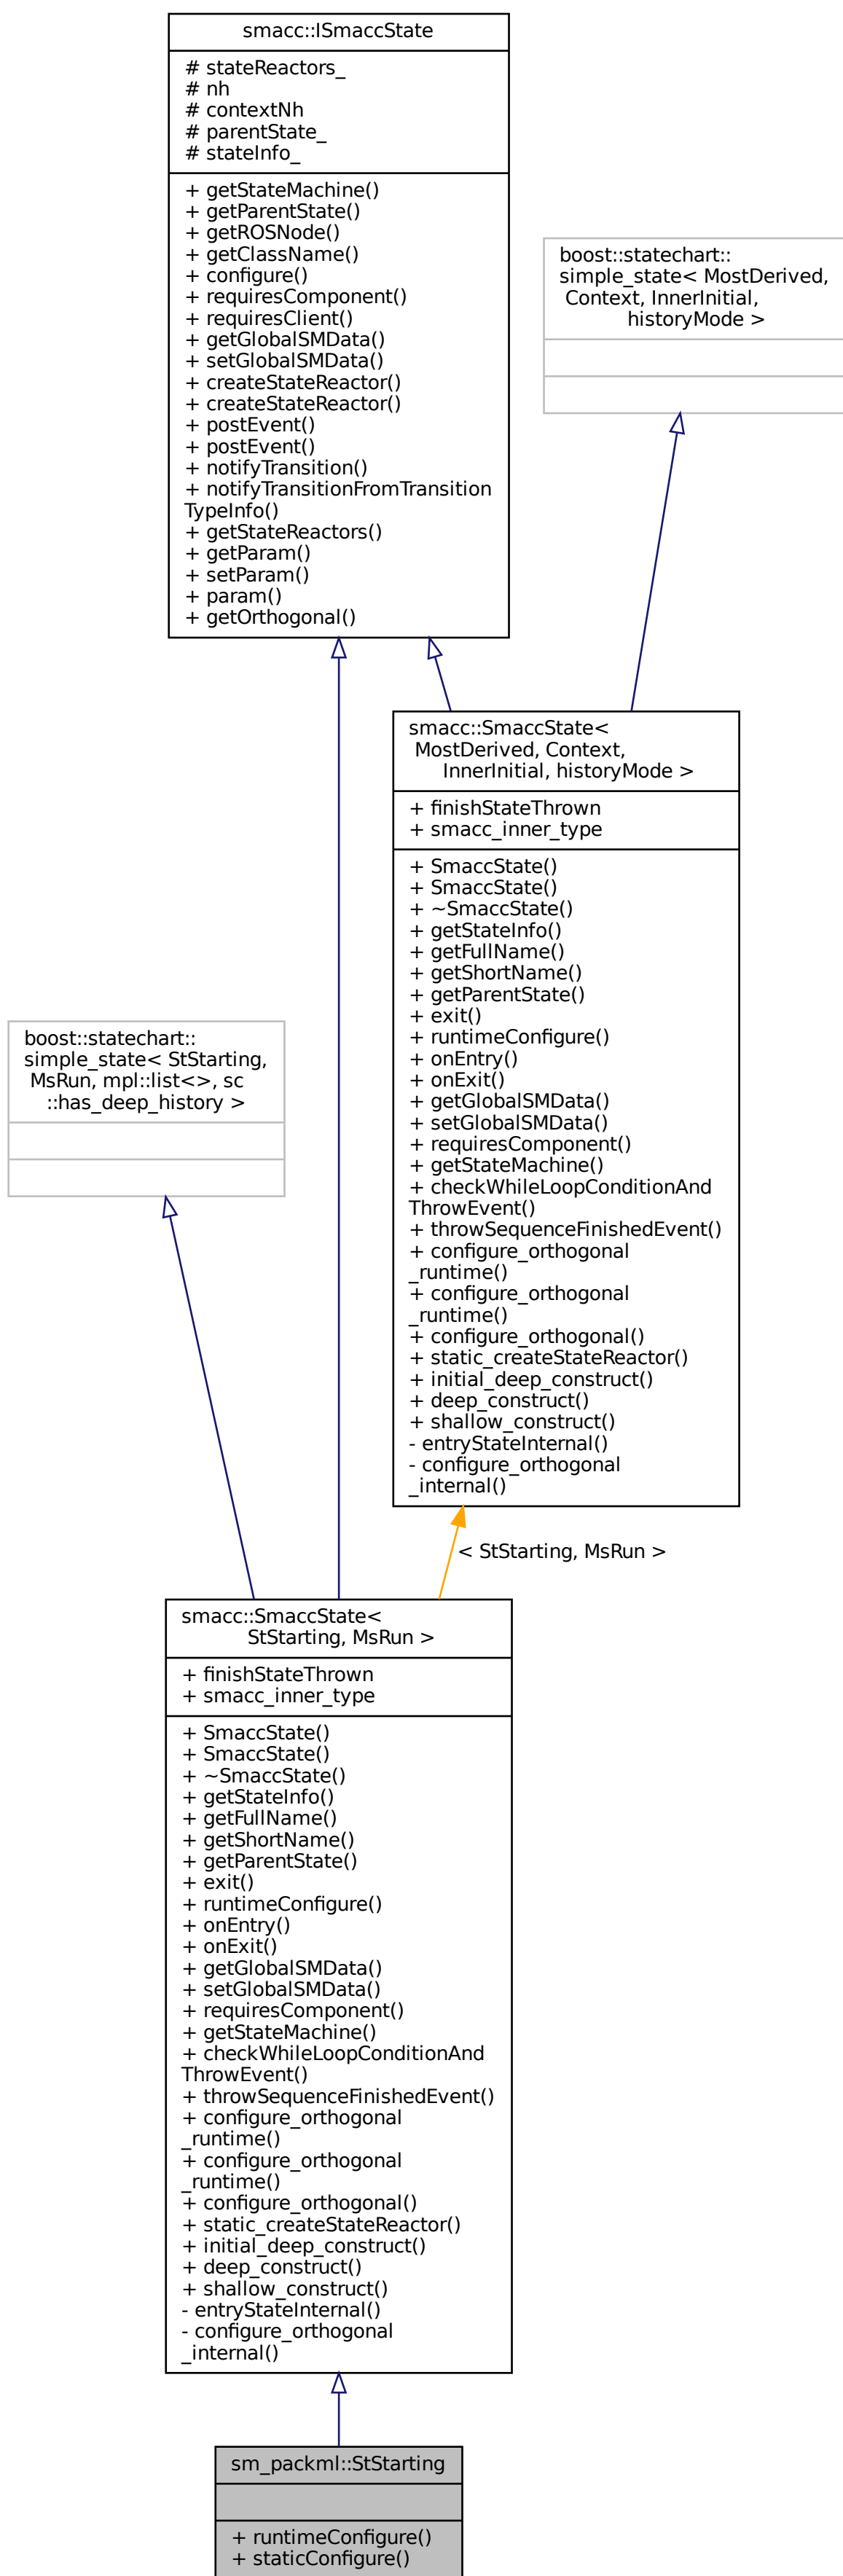 smacc::ISmaccState
# stateReactors_
# nh
# contextNh
# parentState_
# stateInfo_
+ getStateMachine()
+ getParentState()
+ getROSNode()
+ getClassName()
+ configure()
+ requiresComponent()
+ requiresClient()
+ getGlobalSMData()
+ setGlobalSMData()
+ createStateReactor()
+ createStateReactor()
+ postEvent()
+ postEvent()
+ notifyTransition()
+ notifyTransitionFromTransition
TypeInfo()
+ getStateReactors()
+ getParam()
+ setParam()
+ param()
+ getOrthogonal()
boost::statechart::
simple_state< MostDerived,
Context, InnerInitial,
historyMode >
smacc::SmaccState<
MostDerived, Context,
InnerInitial, historyMode >
+ finishStateThrown
+ smacc_inner_type
+ SmaccState()
+ SmaccState()
+ ~SmaccState()
+ getStateInfo()
+ getFullName()
+ getShortName()
+ getParentState()
+ exit()
+ runtimeConfigure()
+ onEntry()
+ onExit()
+ getGlobalSMData()
+ setGlobalSMData()
+ requiresComponent()
+ getStateMachine()
+ checkWhileLoopConditionAnd
ThrowEvent()
+ throwSequenceFinishedEvent()
+ configure_orthogonal
_runtime()
+ configure_orthogonal
_runtime()
+ configure_orthogonal()
+ static_createStateReactor()
+ initial_deep_construct()
+ deep_construct()
+ shallow_construct()
- entryStateInternal()
- configure_orthogonal
_internal()
boost::statechart::
simple_state< StStarting,
MsRun, mpl::list<>, sc
::has_deep_history >
< StStarting, MsRun >
smacc::SmaccState<
StStarting, MsRun >
+ finishStateThrown
+ smacc_inner_type
+ SmaccState()
+ SmaccState()
+ ~SmaccState()
+ getStateInfo()
+ getFullName()
+ getShortName()
+ getParentState()
+ exit()
+ runtimeConfigure()
+ onEntry()
+ onExit()
+ getGlobalSMData()
+ setGlobalSMData()
+ requiresComponent()
+ getStateMachine()
+ checkWhileLoopConditionAnd
ThrowEvent()
+ throwSequenceFinishedEvent()
+ configure_orthogonal
_runtime()
+ configure_orthogonal
_runtime()
+ configure_orthogonal()
+ static_createStateReactor()
+ initial_deep_construct()
+ deep_construct()
+ shallow_construct()
- entryStateInternal()
- configure_orthogonal
_internal()
sm_packml::StStarting
+ runtimeConfigure()
+ staticConfigure()